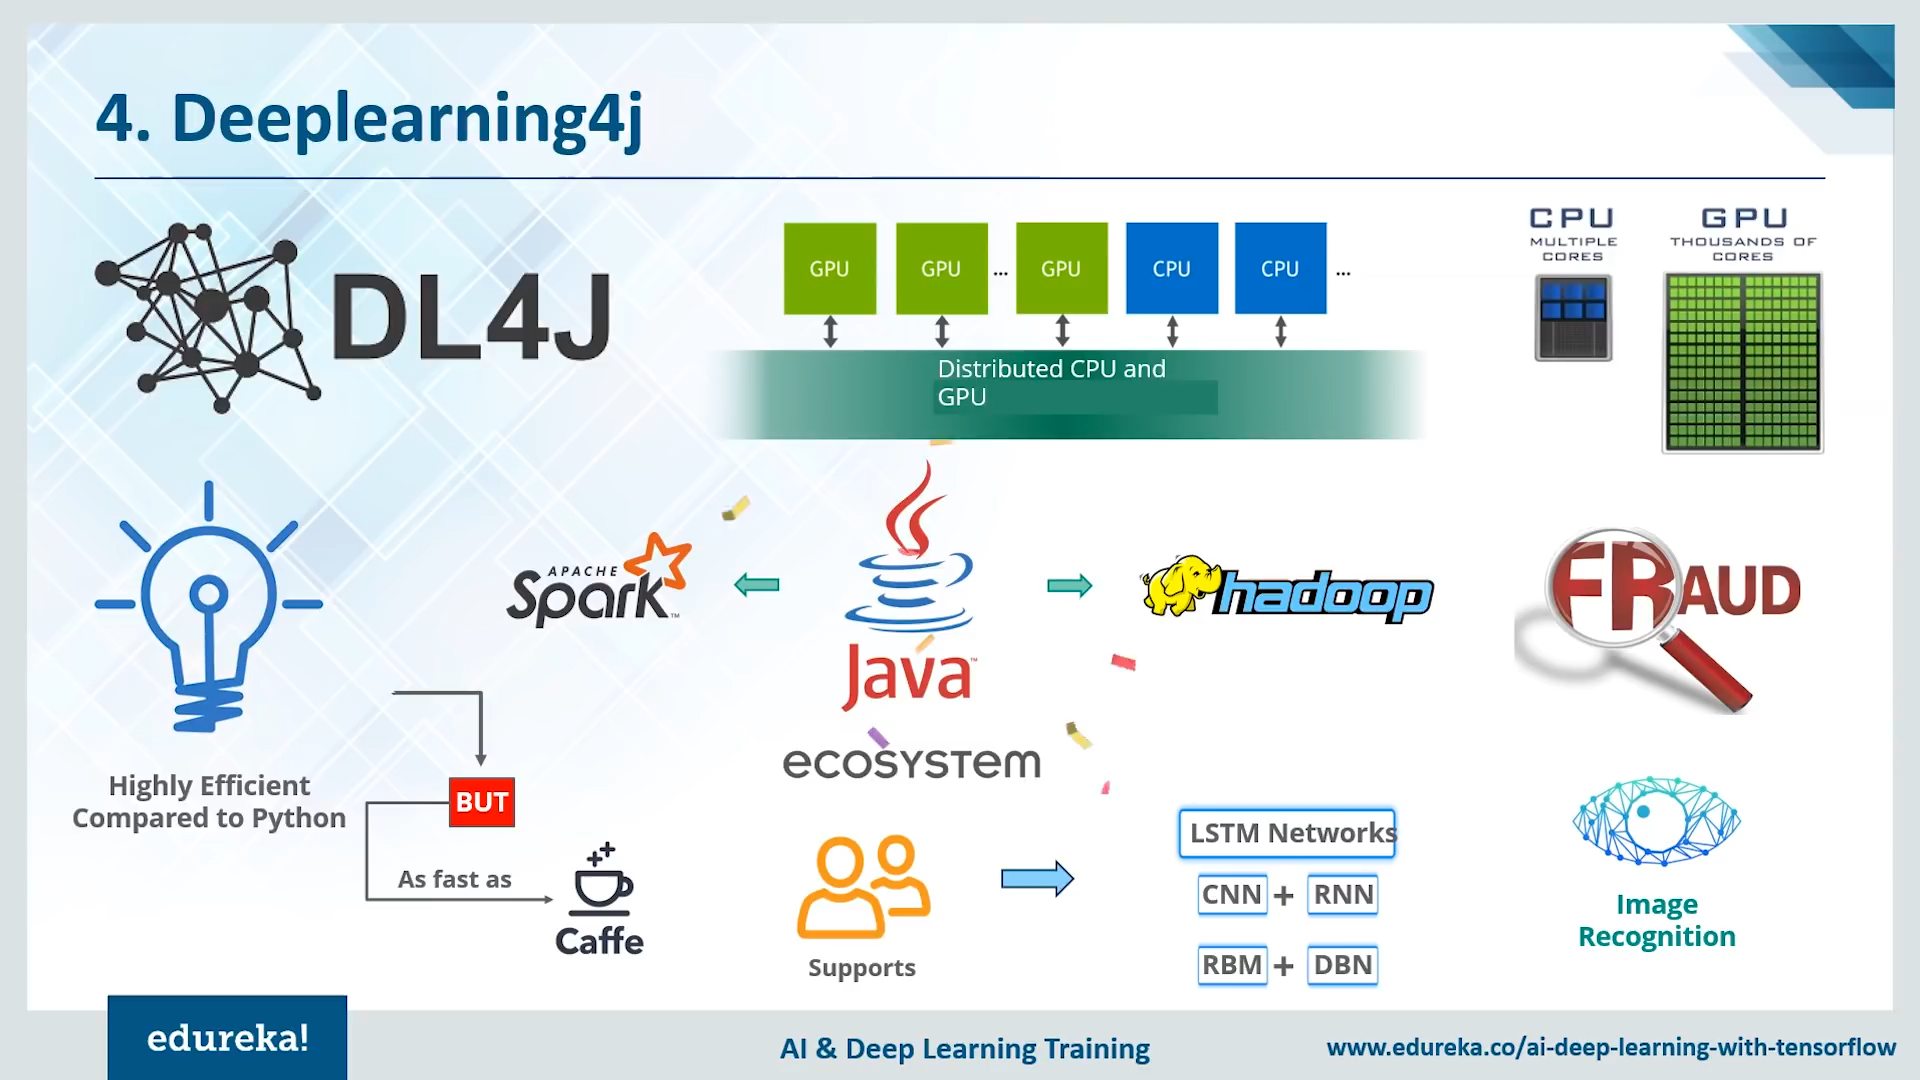 4. Deeplearning4j
DL4J
GPU
GPU
...
GPU
CPU
CPU
...
Distributed CPU and
GPU
CPU
MULTIPLE
CORES
GPU
THOUSANDS OF
CORES
Highly Efficient
Compared to Python
BUT
As fast as
Caffe
APACHE
Spark™
Java™
ecosystem
hadoop
FRAUD
Supports
LSTM Networks
CNN + RNN
RBM + DBN
Image
Recognition
edureka!
AI & Deep Learning Training
www.edureka.co/ai-deep-learning-with-tensorflow